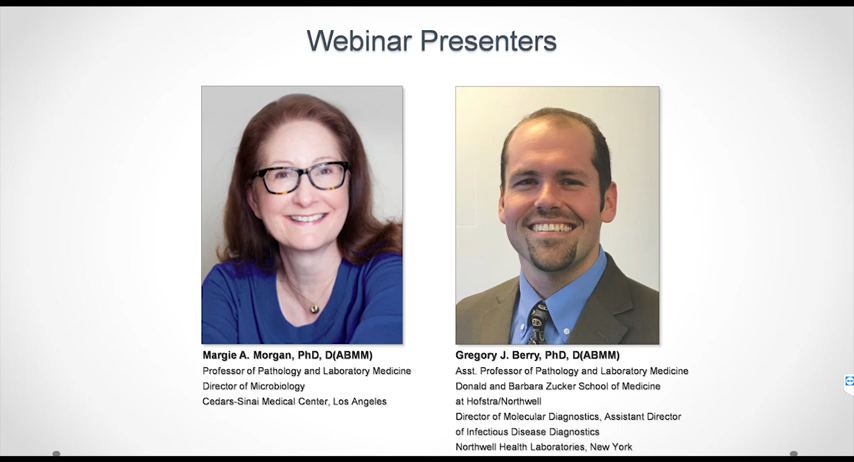 Webinar Presenters
Margie A. Morgan, PhD, D(ABMM)
Professor of Pathology and Laboratory Medicine
Director of Microbiology
Cedars-Sinai Medical Center, Los Angeles
Gregory J. Berry, PhD, D(ABMM)
Asst. Professor of Pathology and Laboratory Medicine
Donald and Barbara Zucker School of Medicine
at Hofstra/Northwell
Director of Molecular Diagnostics, Assistant Director
of Infectious Disease Diagnostics
Northwell Health Laboratories, New York